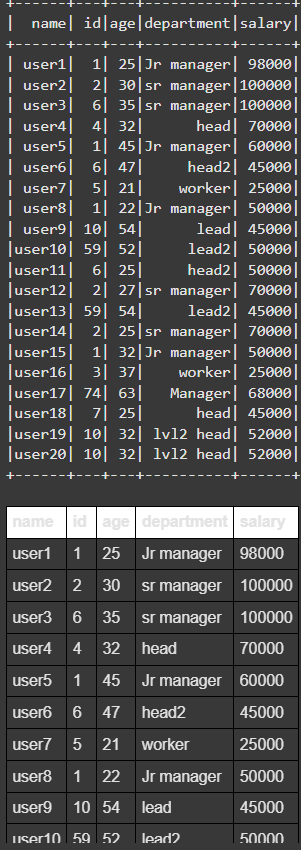 +------+---+---+----------+------+
|  name| id|age|department|salary|
+------+---+---+----------+------+
| user1|  1| 25|Jr manager| 98000|
| user2|  2| 30|sr manager|100000|
| user3|  6| 35|sr manager|100000|
| user4|  4| 32|      head| 70000|
| user5|  1| 45|Jr manager| 60000|
| user6|  6| 47|     head2| 45000|
| user7|  5| 21|    worker| 25000|
| user8|  1| 22|Jr manager| 50000|
| user9| 10| 54|      lead| 45000|
|user10| 59| 52|     lead2| 50000|
|user11|  6| 25|     head2| 50000|
|user12|  2| 27|sr manager| 70000|
|user13| 59| 54|     lead2| 45000|
|user14|  2| 25|sr manager| 70000|
|user15|  1| 32|Jr manager| 50000|
|user16|  3| 37|    worker| 25000|
|user17| 74| 63|   Manager| 68000|
|user18|  7| 25|      head| 45000|
|user19| 10| 32| lvl2 head| 52000|
|user20| 10| 32| lvl2 head| 52000|
+------+---+---+----------+------+
name id age department salary
user1 1 25 Jr manager 98000
user2 2 30 sr manager 100000
user3 6 35 sr manager 100000
user4 4 32 head 70000
user5 1 45 Jr manager 60000
user6 6 47 head2 45000
user7 5 21 worker 25000
user8 1 22 Jr manager 50000
user9 10 54 lead 45000
user10 59 52 lead2 50000